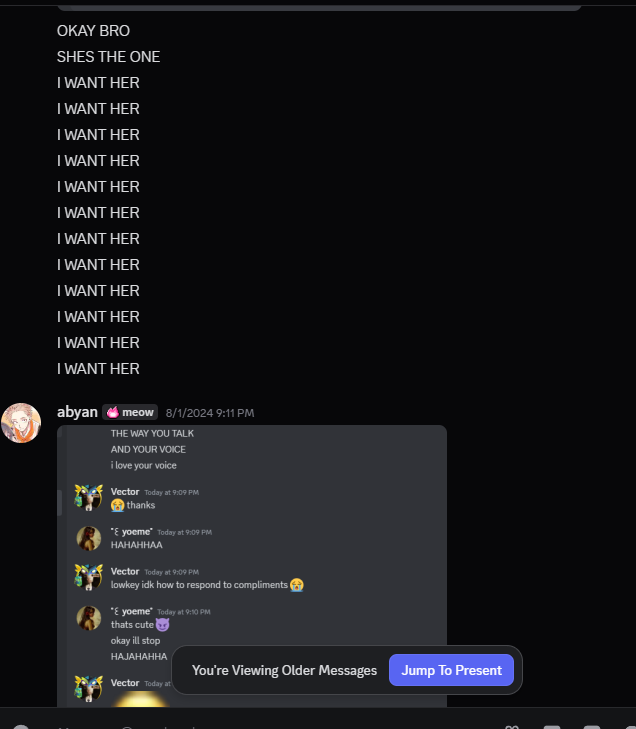 OKAY BRO
SHES THE ONE
I WANT HER
I WANT HER
I WANT HER
I WANT HER
I WANT HER
I WANT HER
I WANT HER
I WANT HER
I WANT HER
I WANT HER
I WANT HER
I WANT HER
abyan meow 8/1/2024 9:11 PM
THE WAY YOU TALK
AND YOUR VOICE
i love your voice
Vector Today at 9:09 PM
😭 thanks
yoeme Today at 9:09 PM
HAHAHHAA
Vector Today at 9:09 PM
lowkey idk how to respond to compliments 😭
yoeme Today at 9:10 PM
thats cute 😈
okay ill stop
HAJAHAHHA
Vector Today at
You're Viewing Older Messages Jump To Present